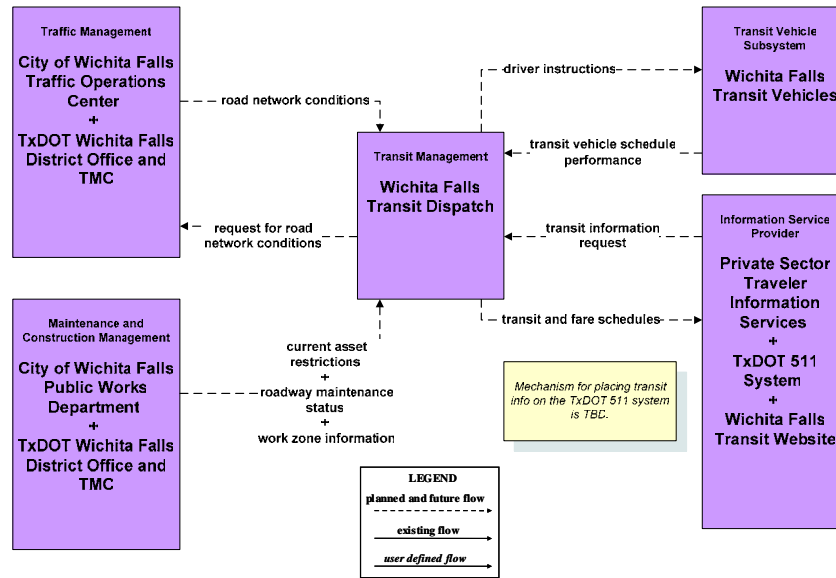 Traffic Management
City of Wichita Falls
Traffic Operations
Center
+
TxDOT Wichita Falls
District Office and
TMC
road network conditions
request for road
network conditions
Transit Management
Wichita Falls
Transit Dispatch
driver instructions
transit vehicle schedule
performance
Transit Vehicle
Subsystem
Wichita Falls
Transit Vehicles
transit information
request
transit and fare schedules
Information Service
Provider
Private Sector
Traveler
Information
Services
+
TxDOT 511
System
+
Wichita Falls
Transit Website
Maintenance and
Construction Management
City of Wichita Falls
Public Works
Department
+
TxDOT Wichita Falls
District Office and
TMC
current asset
restrictions
+
roadway maintenance
status
+
work zone information
Mechanism for placing transit
info on the TxDOT 511 system
is TBD.
LEGEND
planned and future flow
existing flow
user defined flow